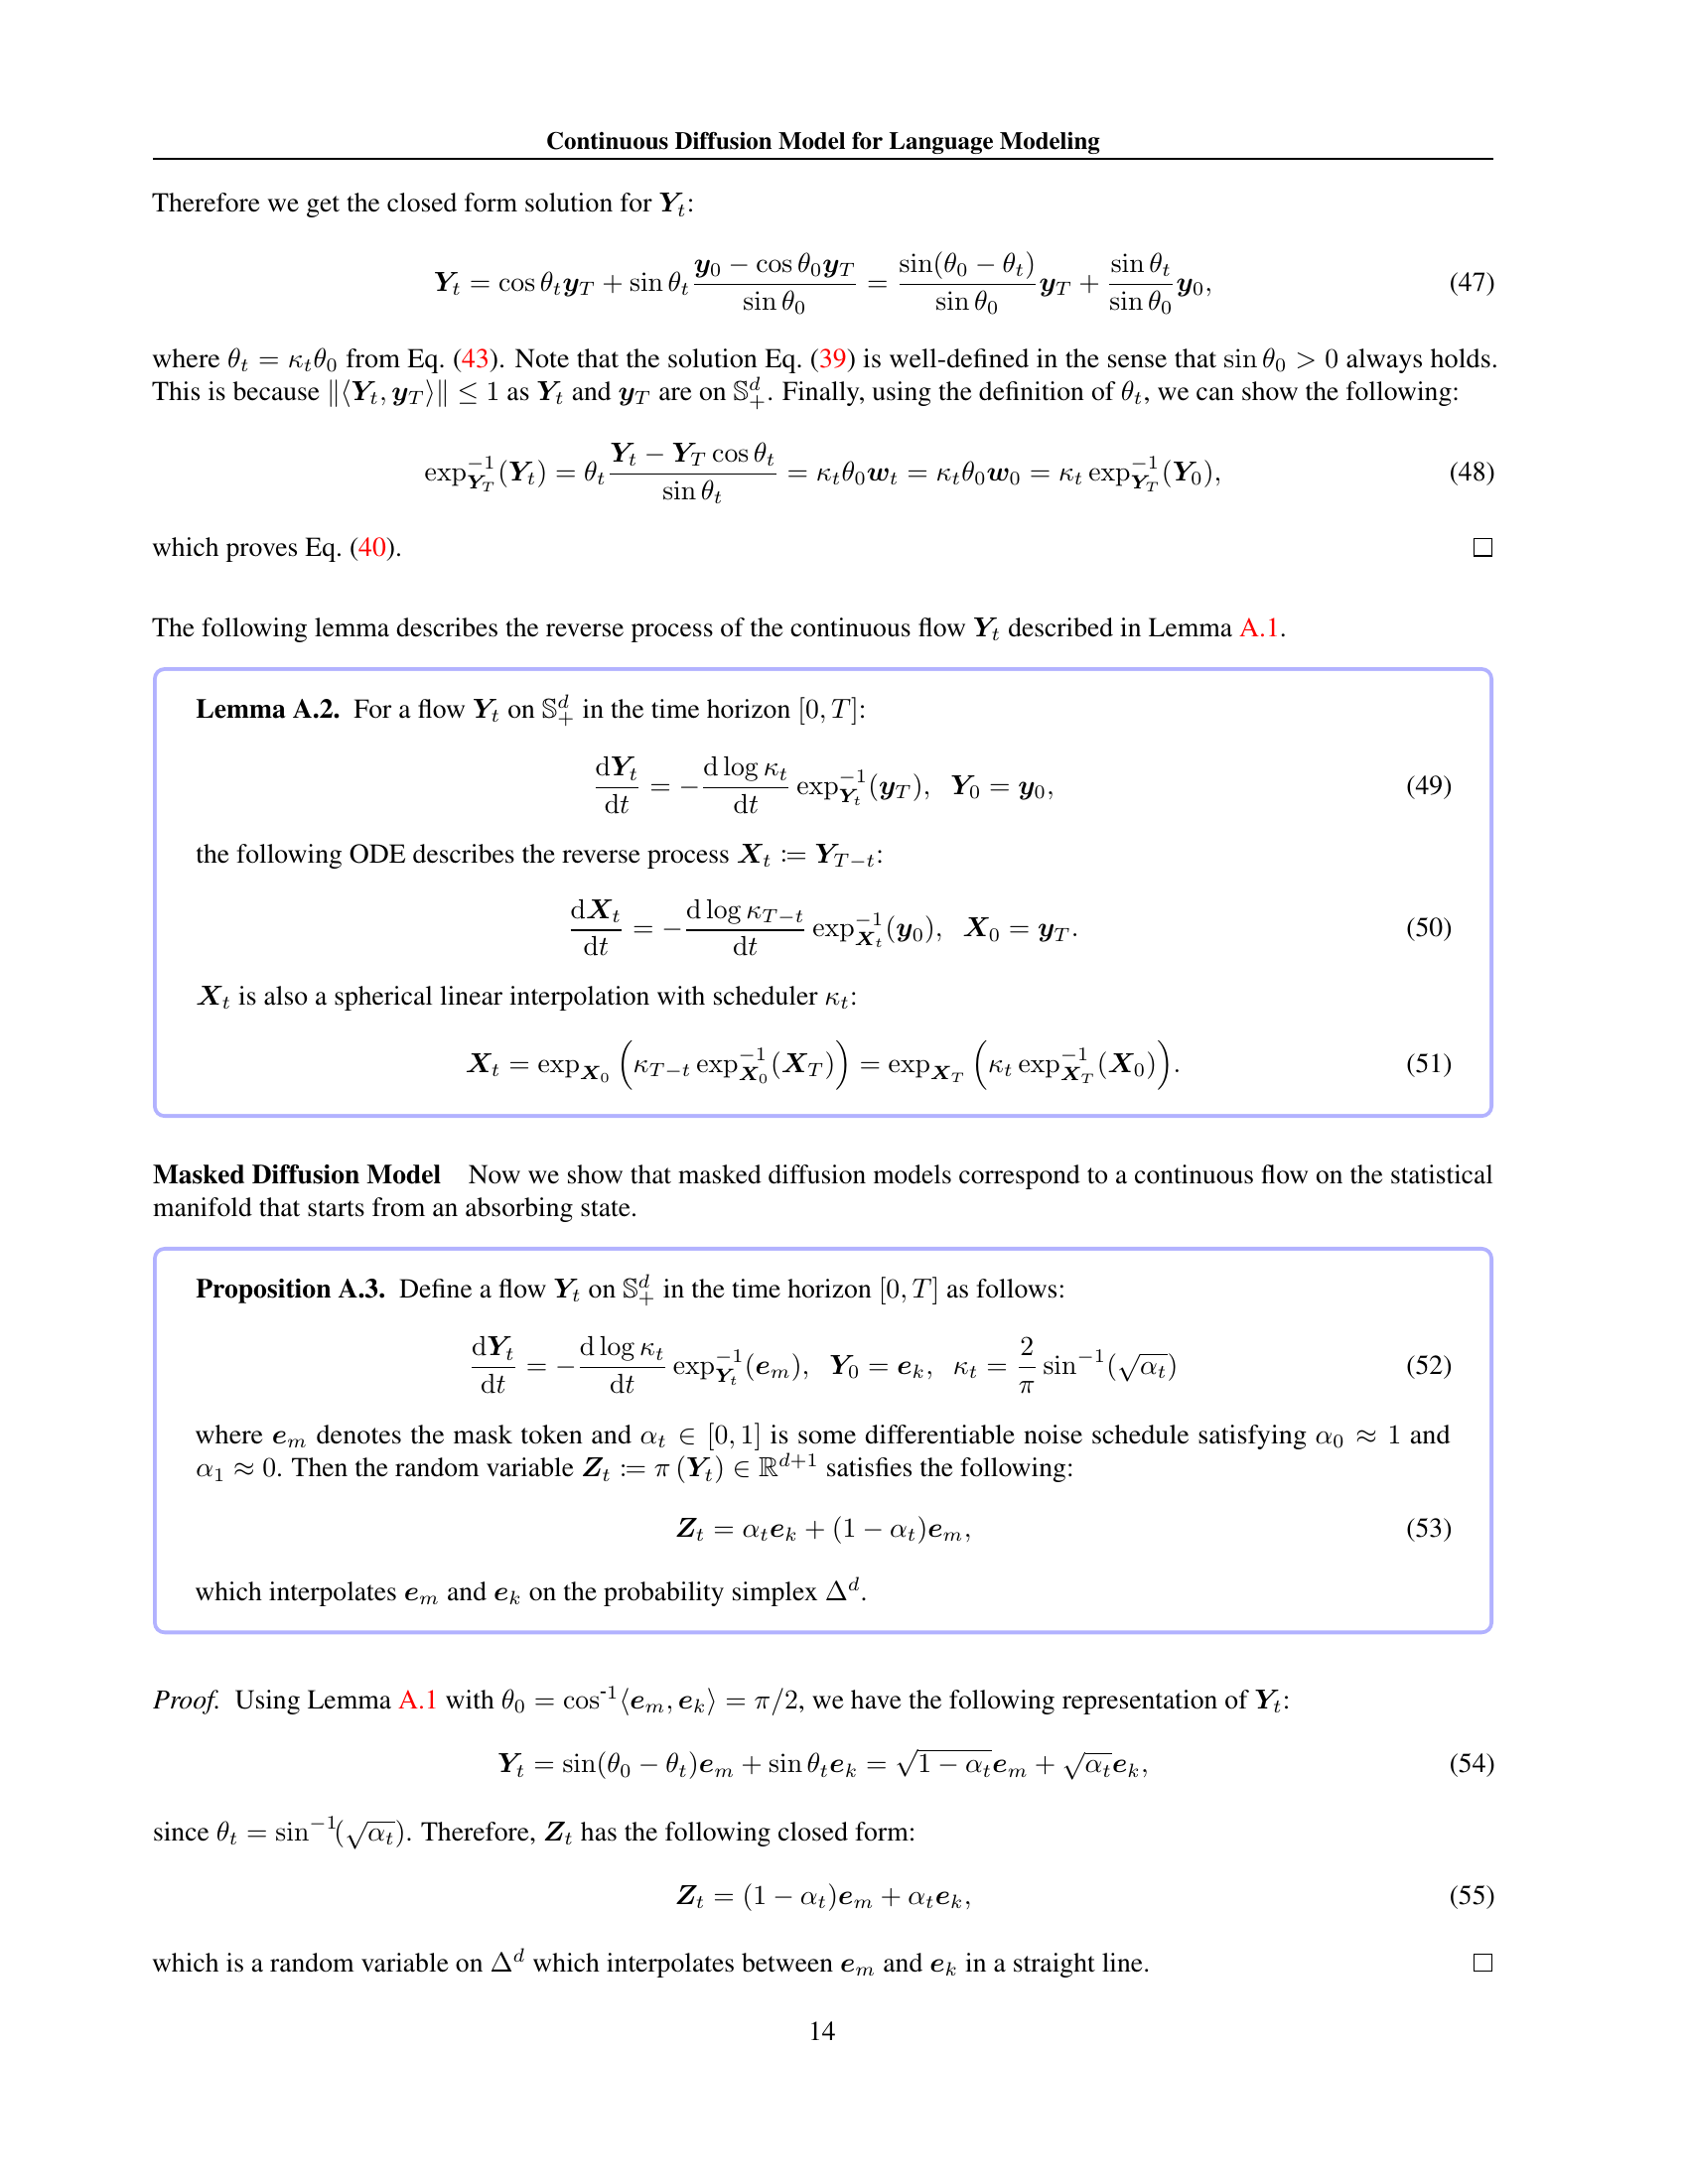 Continuous Diffusion Model for Language Modeling
Therefore we get the closed form solution for $\boldsymbol{Y}_t$:
$$\boldsymbol{Y}_t = \cos\theta_t \boldsymbol{y}_T + \sin\theta_t \frac{\boldsymbol{y}_0 - \cos\theta_0 \boldsymbol{y}_T}{\sin\theta_0} = \frac{\sin(\theta_0 - \theta_t)}{\sin\theta_0} \boldsymbol{y}_T + \frac{\sin\theta_t}{\sin\theta_0} \boldsymbol{y}_0, \quad (47)$$
where $\theta_t = \kappa_t\theta_0$ from Eq. (43). Note that the solution Eq. (39) is well-defined in the sense that $\sin\theta_0 > 0$ always holds.
This is because $\|\langle \boldsymbol{Y}_t, \boldsymbol{y}_T \rangle\| \leq 1$ as $\boldsymbol{Y}_t$ and $\boldsymbol{y}_T$ are on $\mathbb{S}^d_+$. Finally, using the definition of $\theta_t$, we can show the following:
$$\exp^{-1}_{\boldsymbol{Y}_T}(\boldsymbol{Y}_t) = \theta_t \frac{\boldsymbol{Y}_t - \boldsymbol{Y}_T \cos\theta_t}{\sin\theta_t} = \kappa_t\theta_0\boldsymbol{w}_t = \kappa_t\theta_0\boldsymbol{w}_0 = \kappa_t \exp^{-1}_{\boldsymbol{Y}_T}(\boldsymbol{Y}_0), \quad (48)$$
which proves Eq. (40). □
The following lemma describes the reverse process of the continuous flow $\boldsymbol{Y}_t$ described in Lemma A.1.
Lemma A.2. For a flow $\boldsymbol{Y}_t$ on $\mathbb{S}^d_+$ in the time horizon $[0, T]$:
$$\frac{\mathrm{d}\boldsymbol{Y}_t}{\mathrm{d}t} = -\frac{\mathrm{d}\log\kappa_t}{\mathrm{d}t} \exp^{-1}_{\boldsymbol{Y}_t}(\boldsymbol{y}_T), \;\; \boldsymbol{Y}_0 = \boldsymbol{y}_0, \quad (49)$$
the following ODE describes the reverse process $\boldsymbol{X}_t := \boldsymbol{Y}_{T-t}$:
$$\frac{\mathrm{d}\boldsymbol{X}_t}{\mathrm{d}t} = -\frac{\mathrm{d}\log\kappa_{T-t}}{\mathrm{d}t} \exp^{-1}_{\boldsymbol{X}_t}(\boldsymbol{y}_0), \;\; \boldsymbol{X}_0 = \boldsymbol{y}_T. \quad (50)$$
$\boldsymbol{X}_t$ is also a spherical linear interpolation with scheduler $\kappa_t$:
$$\boldsymbol{X}_t = \exp_{\boldsymbol{X}_0}\left(\kappa_{T-t} \exp^{-1}_{\boldsymbol{X}_0}(\boldsymbol{X}_T)\right) = \exp_{\boldsymbol{X}_T}\left(\kappa_t \exp^{-1}_{\boldsymbol{X}_T}(\boldsymbol{X}_0)\right). \quad (51)$$
Masked Diffusion Model Now we show that masked diffusion models correspond to a continuous flow on the statistical
manifold that starts from an absorbing state.
Proposition A.3. Define a flow $\boldsymbol{Y}_t$ on $\mathbb{S}^d_+$ in the time horizon $[0, T]$ as follows:
$$\frac{\mathrm{d}\boldsymbol{Y}_t}{\mathrm{d}t} = -\frac{\mathrm{d}\log\kappa_t}{\mathrm{d}t} \exp^{-1}_{\boldsymbol{Y}_t}(\boldsymbol{e}_m), \;\; \boldsymbol{Y}_0 = \boldsymbol{e}_k, \;\; \kappa_t = \frac{2}{\pi}\sin^{-1}(\sqrt{\alpha_t}) \quad (52)$$
where $\boldsymbol{e}_m$ denotes the mask token and $\alpha_t \in [0, 1]$ is some differentiable noise schedule satisfying $\alpha_0 \approx 1$ and
$\alpha_1 \approx 0$. Then the random variable $\boldsymbol{Z}_t := \pi(\boldsymbol{Y}_t) \in \mathbb{R}^{d+1}$ satisfies the following:
$$\boldsymbol{Z}_t = \alpha_t\boldsymbol{e}_k + (1 - \alpha_t)\boldsymbol{e}_m, \quad (53)$$
which interpolates $\boldsymbol{e}_m$ and $\boldsymbol{e}_k$ on the probability simplex $\Delta^d$.
Proof. Using Lemma A.1 with $\theta_0 = \cos^{-1}\langle \boldsymbol{e}_m, \boldsymbol{e}_k \rangle = \pi/2$, we have the following representation of $\boldsymbol{Y}_t$:
$$\boldsymbol{Y}_t = \sin(\theta_0 - \theta_t)\boldsymbol{e}_m + \sin\theta_t\boldsymbol{e}_k = \sqrt{1 - \alpha_t}\boldsymbol{e}_m + \sqrt{\alpha_t}\boldsymbol{e}_k, \quad (54)$$
since $\theta_t = \sin^{-1}(\sqrt{\alpha_t})$. Therefore, $\boldsymbol{Z}_t$ has the following closed form:
$$\boldsymbol{Z}_t = (1 - \alpha_t)\boldsymbol{e}_m + \alpha_t\boldsymbol{e}_k, \quad (55)$$
which is a random variable on $\Delta^d$ which interpolates between $\boldsymbol{e}_m$ and $\boldsymbol{e}_k$ in a straight line. □
14